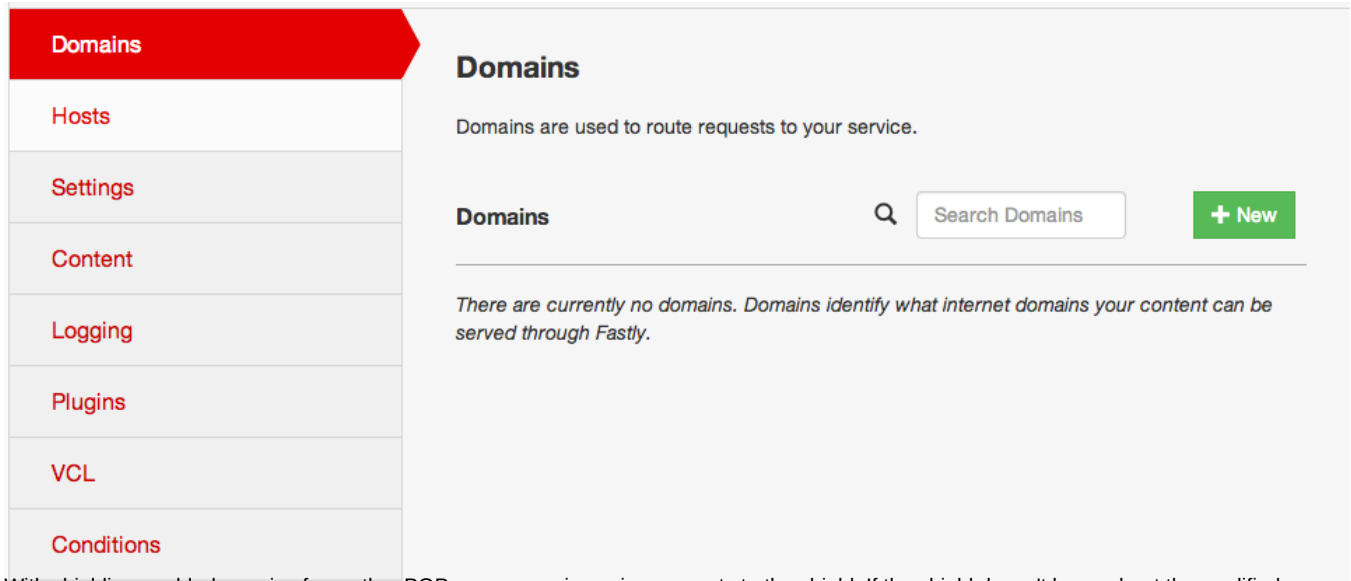 Domains
Hosts
Settings
Content
Logging
Plugins
VCL
Conditions
Domains
Domains are used to route requests to your service.
Domains
Search Domains
+ New
There are currently no domains. Domains identify what internet domains your content can be
served through Fastly.